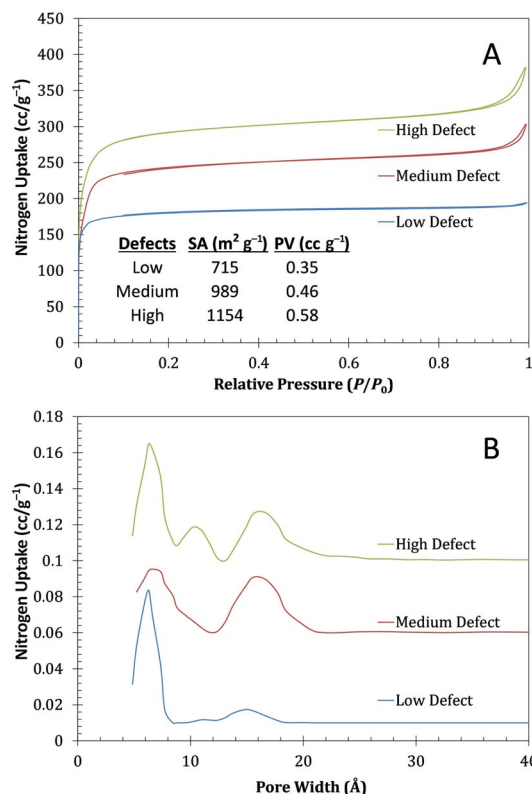 A
450
400
350
300
250
200
150
100
50
0
Nitrogen Uptake (cc/g⁻¹)
High Defect
Medium Defect
Low Defect
Defects SA (m² g⁻¹) PV (cc g⁻¹)
Low 715 0.35
Medium 989 0.46
High 1154 0.58
0 0.2 0.4 0.6 0.8 1
Relative Pressure (P/P₀)
B
0.18
0.16
0.14
0.12
0.1
0.08
0.06
0.04
0.02
0
Nitrogen Uptake (cc/g⁻¹)
High Defect
Medium Defect
Low Defect
0 10 20 30 40
Pore Width (Å)